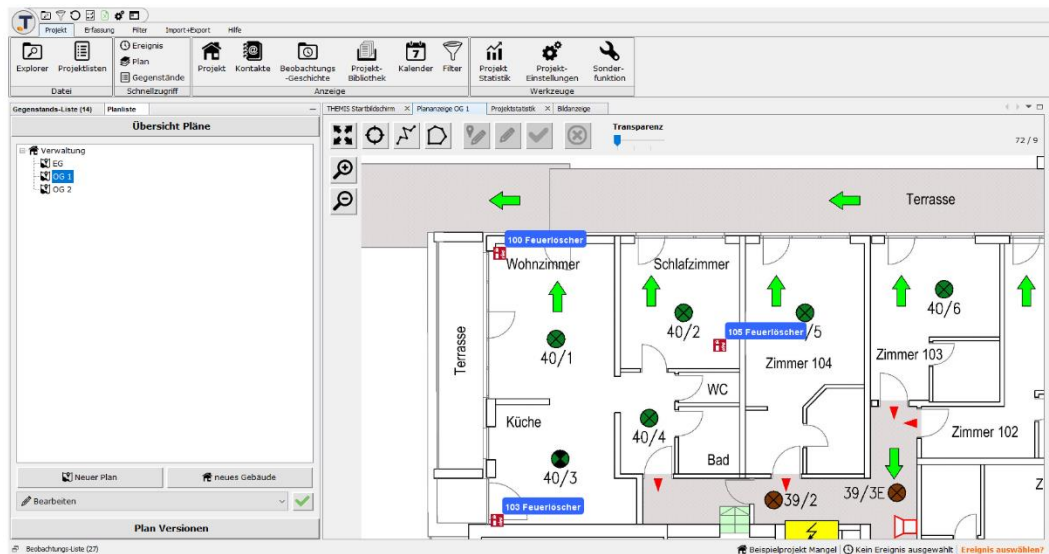 Projekt Erfassung Filter Import+Export Hilfe
Explorer Projektlisten Ereignis Plan Gegenstände Projekt Kontakte Beobachtungs-Geschichte Projekt-Bibliothek 7 Kalender Filter Projekt Statistik Projekt-Einstellungen Sonder-funktion
Datei Schnellzugriff Anzeige Werkzeuge
Gegenstands-Liste (14) Planliste THEMIS Startbildschirm Plananzeige OG 1 Projektstatistik Bildanzeige
Übersicht Pläne
Transparenz
72 / 9
Verwaltung
EG
OG 1
OG 2
Terrasse
100 Feuerlöscher
Wohnzimmer
Schlafzimmer
40/6
40/2
105 Feuerlöscher
/5
40/1
Terrasse
Zimmer 104
Zimmer 103
WC
Küche
40/4
Zimmer 102
Bad
40/3
Z
39/2
39/3E
103 Feuerlöscher
Neuer Plan neues Gebäude
Bearbeiten
Plan Versionen
Beobachtungs-Liste (27) Beispielprojekt Mangel Kein Ereignis ausgewählt Ereignis auswählen?